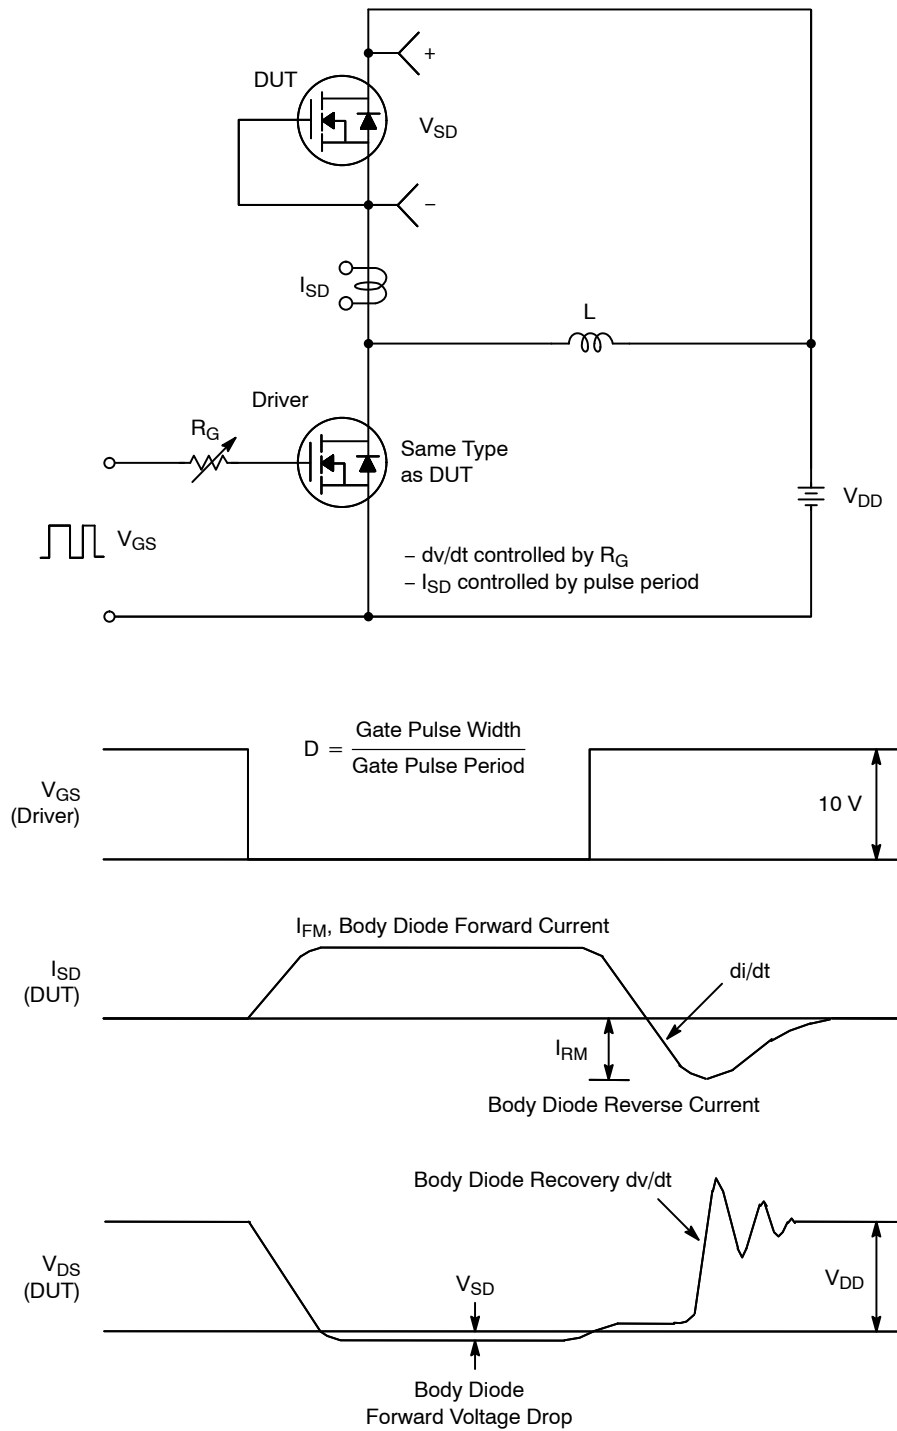 +
DUT
V_SD
−
I_SD
L
Driver
R_G
Same Type
as DUT
V_DD
V_GS
− dv/dt controlled by R_G
− I_SD controlled by pulse period
D = Gate Pulse Width
Gate Pulse Period
V_GS
(Driver)
10 V
I_FM, Body Diode Forward Current
I_SD
(DUT)
di/dt
I_RM
Body Diode Reverse Current
Body Diode Recovery dv/dt
V_DS
(DUT)
V_SD
V_DD
Body Diode
Forward Voltage Drop